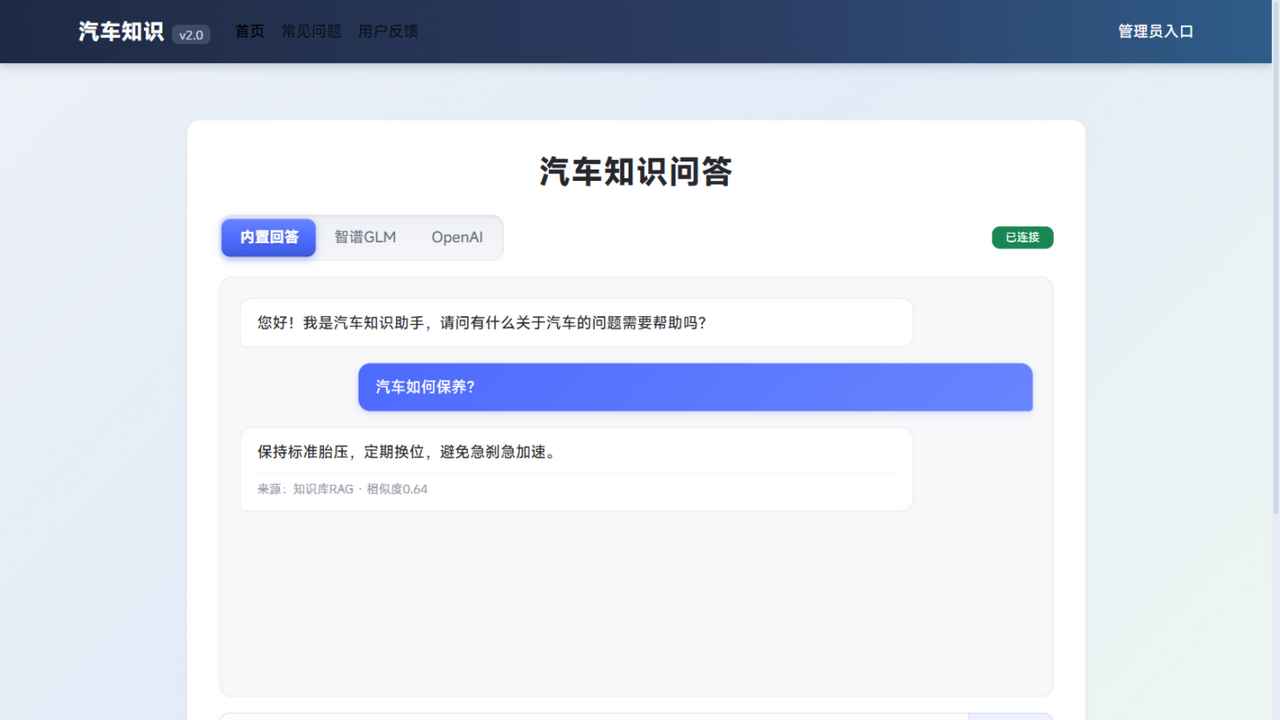 汽车知识 v2.0 首页 常见问题 用户反馈 管理员入口
汽车知识问答
内置回答 智谱GLM OpenAI 已连接
您好！我是汽车知识助手，请问有什么关于汽车的问题需要帮助吗？
汽车如何保养？
保持标准胎压，定期换位，避免急刹急加速。
来源：知识库RAG · 相似度0.64